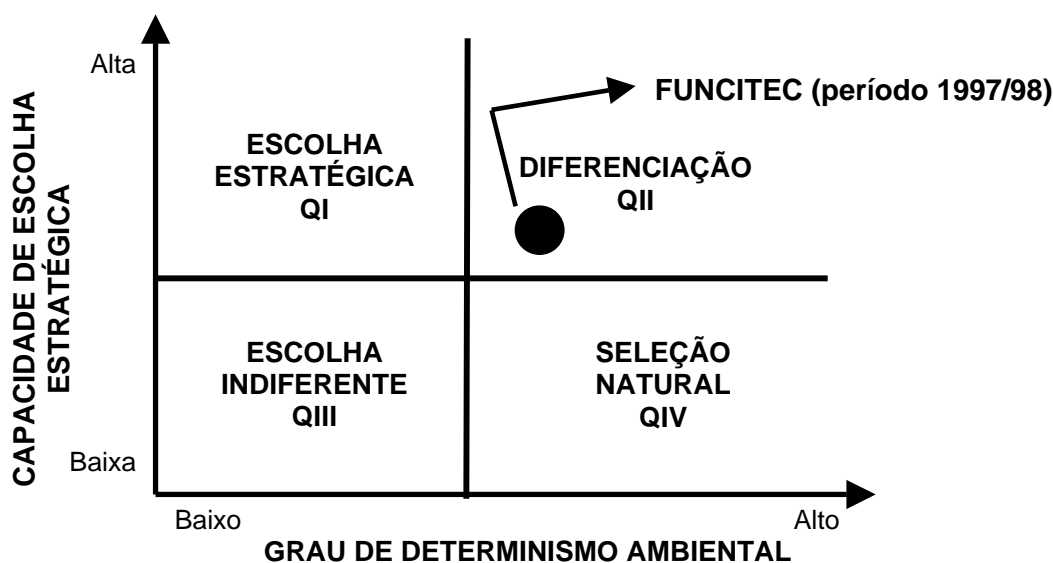 CAPACIDADE DE ESCOLHA
ESTRATÉGICA
Alta
FUNCITEC (período 1997/98)
ESCOLHA
ESTRATÉGICA
QI
DIFERENCIAÇÃO
QII
ESCOLHA
INDIFERENTE
QIII
SELEÇÃO
NATURAL
QIV
Baixa
Baixo
Alto
GRAU DE DETERMINISMO AMBIENTAL